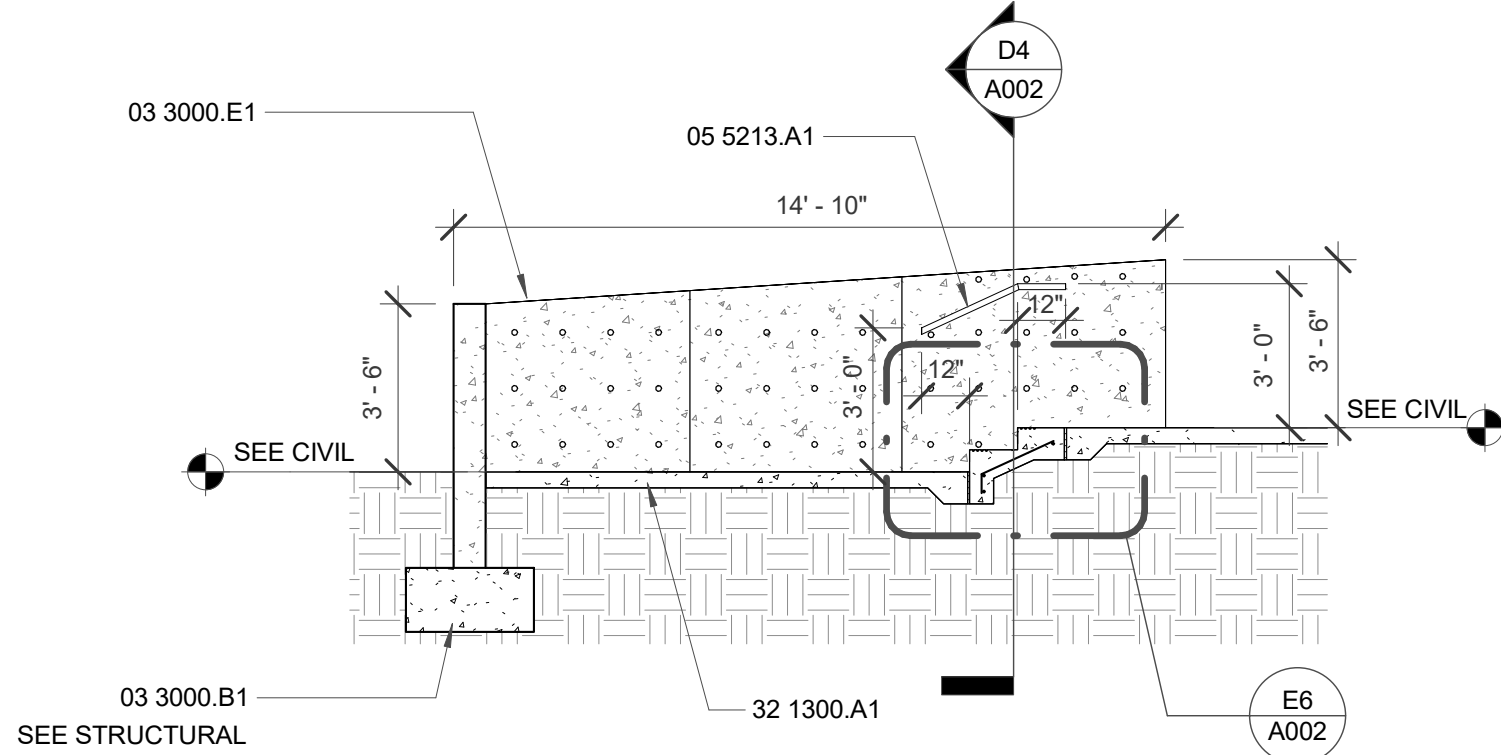 D4
A002
03 3000.E1
05 5213.A1
14' - 10"
12"
3' - 6"
3' - 0"
12"
3' - 0"
3' - 6"
SEE CIVIL
SEE CIVIL
03 3000.B1
SEE STRUCTURAL
32 1300.A1
E6
A002